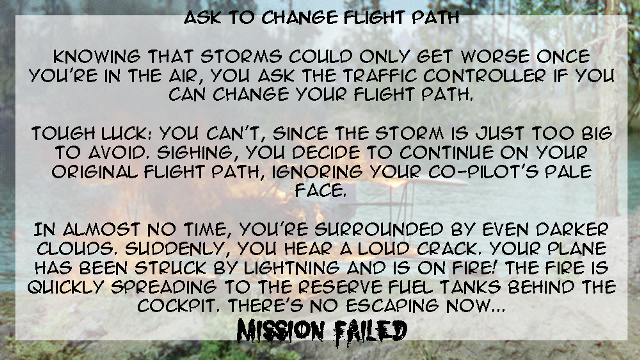 ASK TO CHANGE FLIGHT PATH
KNOWING THAT STORMS COULD ONLY GET WORSE ONCE
YOU'RE IN THE AIR, YOU ASK THE TRAFFIC CONTROLLER IF YOU
CAN CHANGE YOUR FLIGHT PATH.
TOUGH LUCK: YOU CAN'T, SINCE THE STORM IS JUST TOO BIG
TO AVOID. SIGHING, YOU DECIDE TO CONTINUE ON YOUR
ORIGINAL FLIGHT PATH, IGNORING YOUR CO-PILOT'S PALE
FACE.
IN ALMOST NO TIME, YOU'RE SURROUNDED BY EVEN DARKER
CLOUDS. SUDDENLY, YOU HEAR A LOUD CRACK. YOUR PLANE
HAS BEEN STRUCK BY LIGHTNING AND IS ON FIRE! THE FIRE IS
QUICKLY SPREADING TO THE RESERVE FUEL TANKS BEHIND THE
COCKPIT. THERE'S NO ESCAPING NOW...
MISSION FAILED